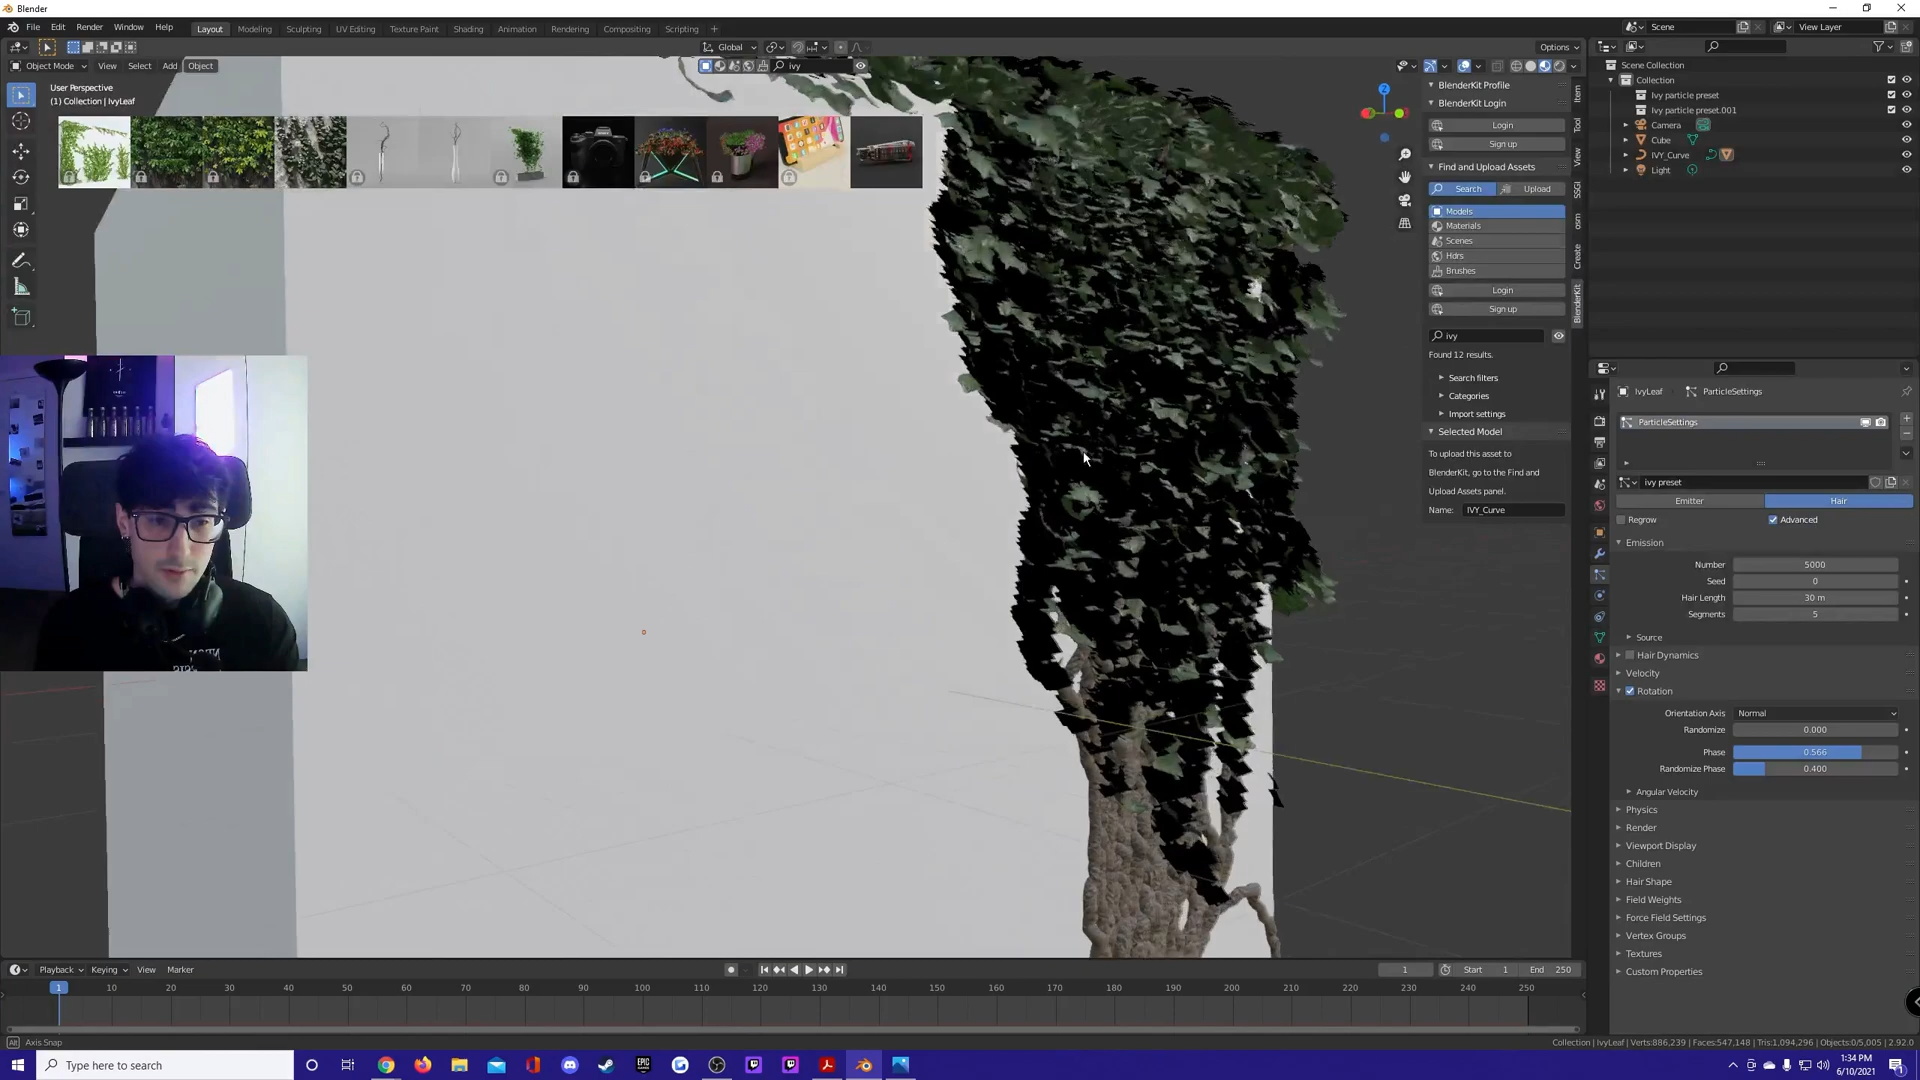 Blender
File Edit Render Window Help
Layout Modeling Sculpting UV Editing Texture Paint Shading Animation Rendering Compositing Scripting +
Scene View Layer
Global Options
Object Mode View Select Add Object ivy
User Perspective
(1) Collection | IvyLeaf
Z
BlenderKit Profile
BlenderKit Login
Login
Sign up
Find and Upload Assets
Search Upload
Models
Materials
Scenes
Hdrs
Brushes
Login
Sign up
ivy
Found 12 results.
Search filters
Categories
Import settings
Selected Model
To upload this asset to
BlenderKit, go to the Find and
Upload Assets panel.
Name: IVY_Curve
Item
Tool
View
SSGI
osm
Create
BlenderKit
Scene Collection
Collection
Ivy particle preset
Ivy particle preset.001
Camera
Cube
IVY_Curve
Light
IvyLeaf ParticleSettings
ParticleSettings
ivy preset
Emitter Hair
Regrow Advanced
Emission
Number 5000
Seed 0
Hair Length 30 m
Segments 5
Source
Hair Dynamics
Velocity
Rotation
Orientation Axis Normal
Randomize 0.000
Phase 0.566
Randomize Phase 0.400
Angular Velocity
Physics
Render
Viewport Display
Children
Hair Shape
Field Weights
Force Field Settings
Vertex Groups
Textures
Custom Properties
Playback Keying View Marker 1 Start 1 End 250
1 10 20 30 40 50 60 70 80 90 100 110 120 130 140 150 160 170 180 190 200 210 220 230 240 250
Alt Axis Snap
Collection | IvyLeaf | Verts:886,239 | Faces:547,148 | Tris:1,094,296 | Objects:0/5,005 | 2.92.0
Type here to search
EPIC
1:34 PM
6/10/2021